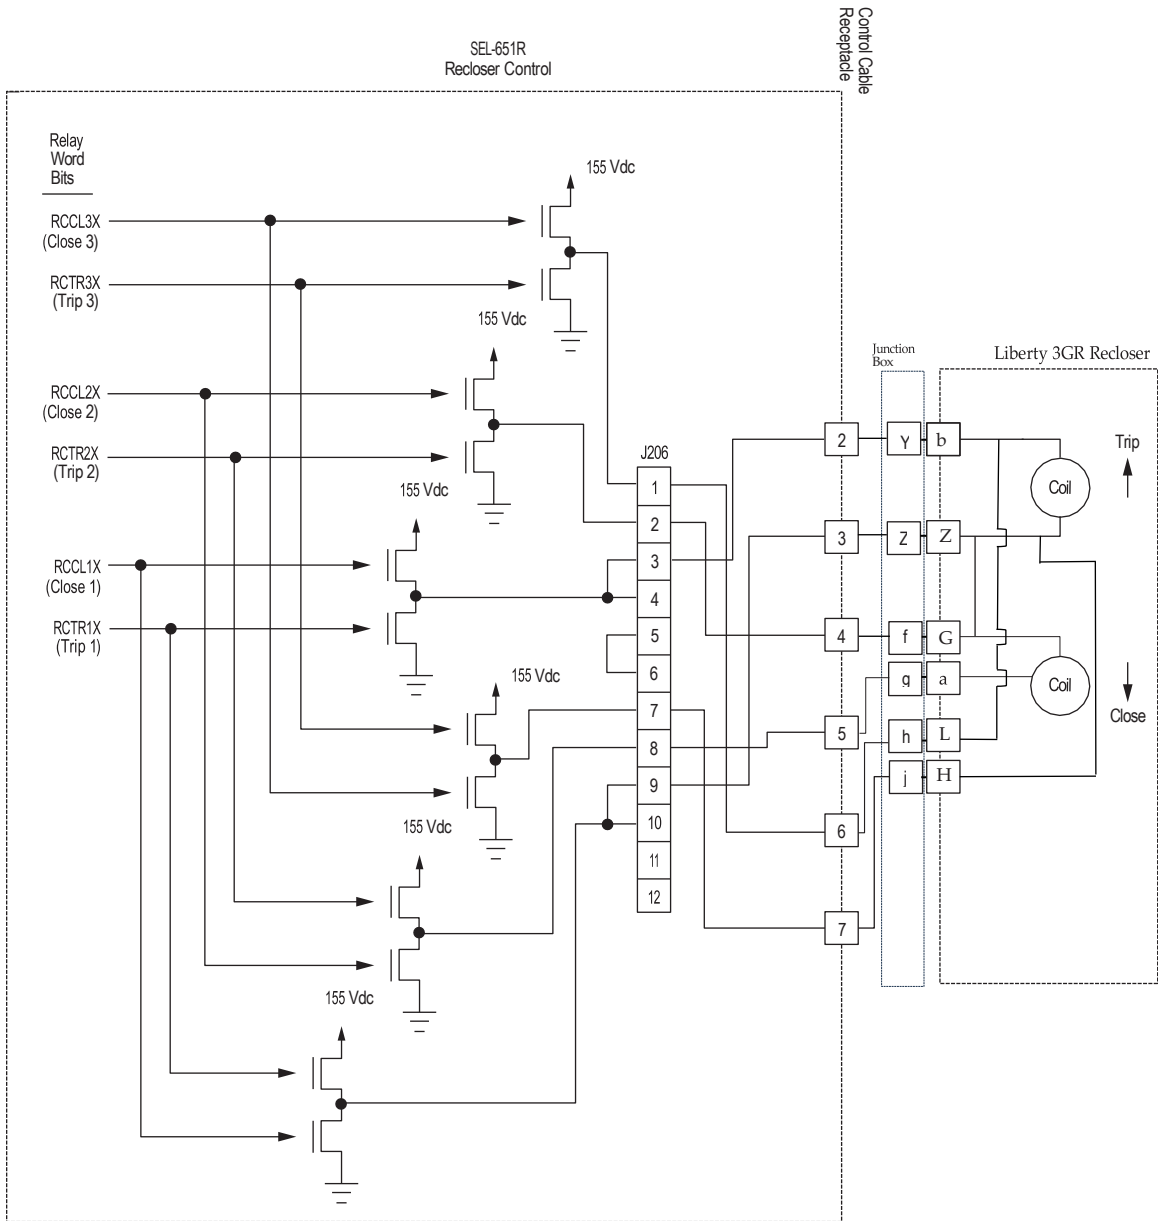 SEL-651R
Recloser Control
Control Cable
Receptacle
Relay
Word
Bits
155 Vdc
RCCL3X
(Close 3)
RCTR3X
(Trip 3)
155 Vdc
RCCL2X
(Close 2)
RCTR2X
(Trip 2)
155 Vdc
RCCL1X
(Close 1)
RCTR1X
(Trip 1)
155 Vdc
155 Vdc
155 Vdc
J206
1
2
3
4
5
6
7
8
9
10
11
12
2
3
4
5
6
7
Junction
Box
Y
Z
f
g
h
j
Liberty 3GR Recloser
b
Z
G
a
L
H
Coil
Coil
Trip
Close